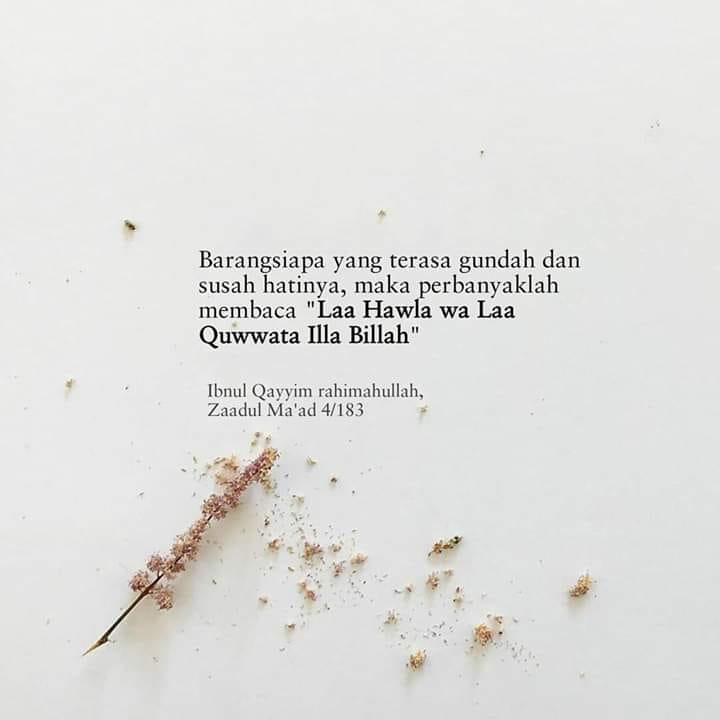 Barangsiapa yang terasa gundah dan
susah hatinya, maka perbanyaklah
membaca "Laa Hawla wa Laa
Quwwata Illa Billah"
Ibnul Qayyim rahimahullah,
Zaadul Ma'ad 4/183